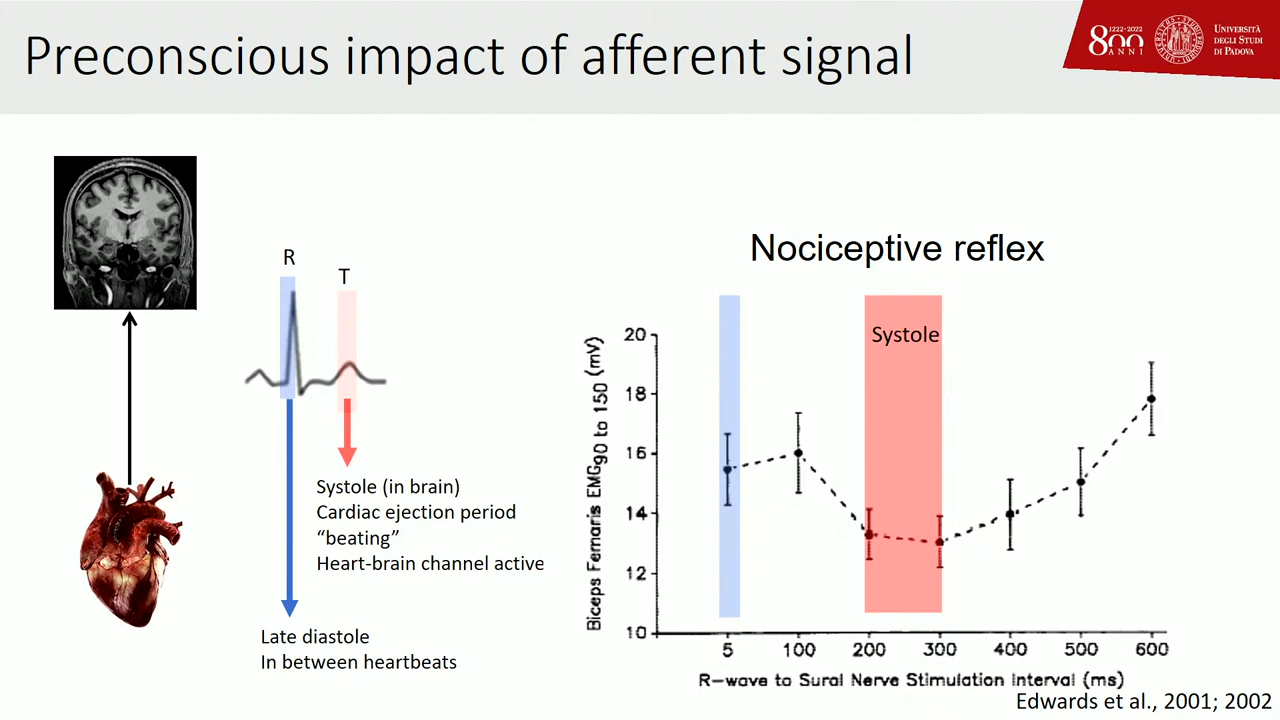 Preconscious impact of afferent signal
1222-2022
800
ANNI
UNIVERSITÀ
DEGLI STUDI
DI PADOVA
R
T
Systole (in brain)
Cardiac ejection period
“beating”
Heart-brain channel active
Late diastole
In between heartbeats
Nociceptive reflex
Systole
Biceps Femoris EMG90 to 150 (mV)
20
18
16
14
12
10
5 100 200 300 400 500 600
R-wave to Sural Nerve Stimulation Interval (ms)
Edwards et al., 2001; 2002